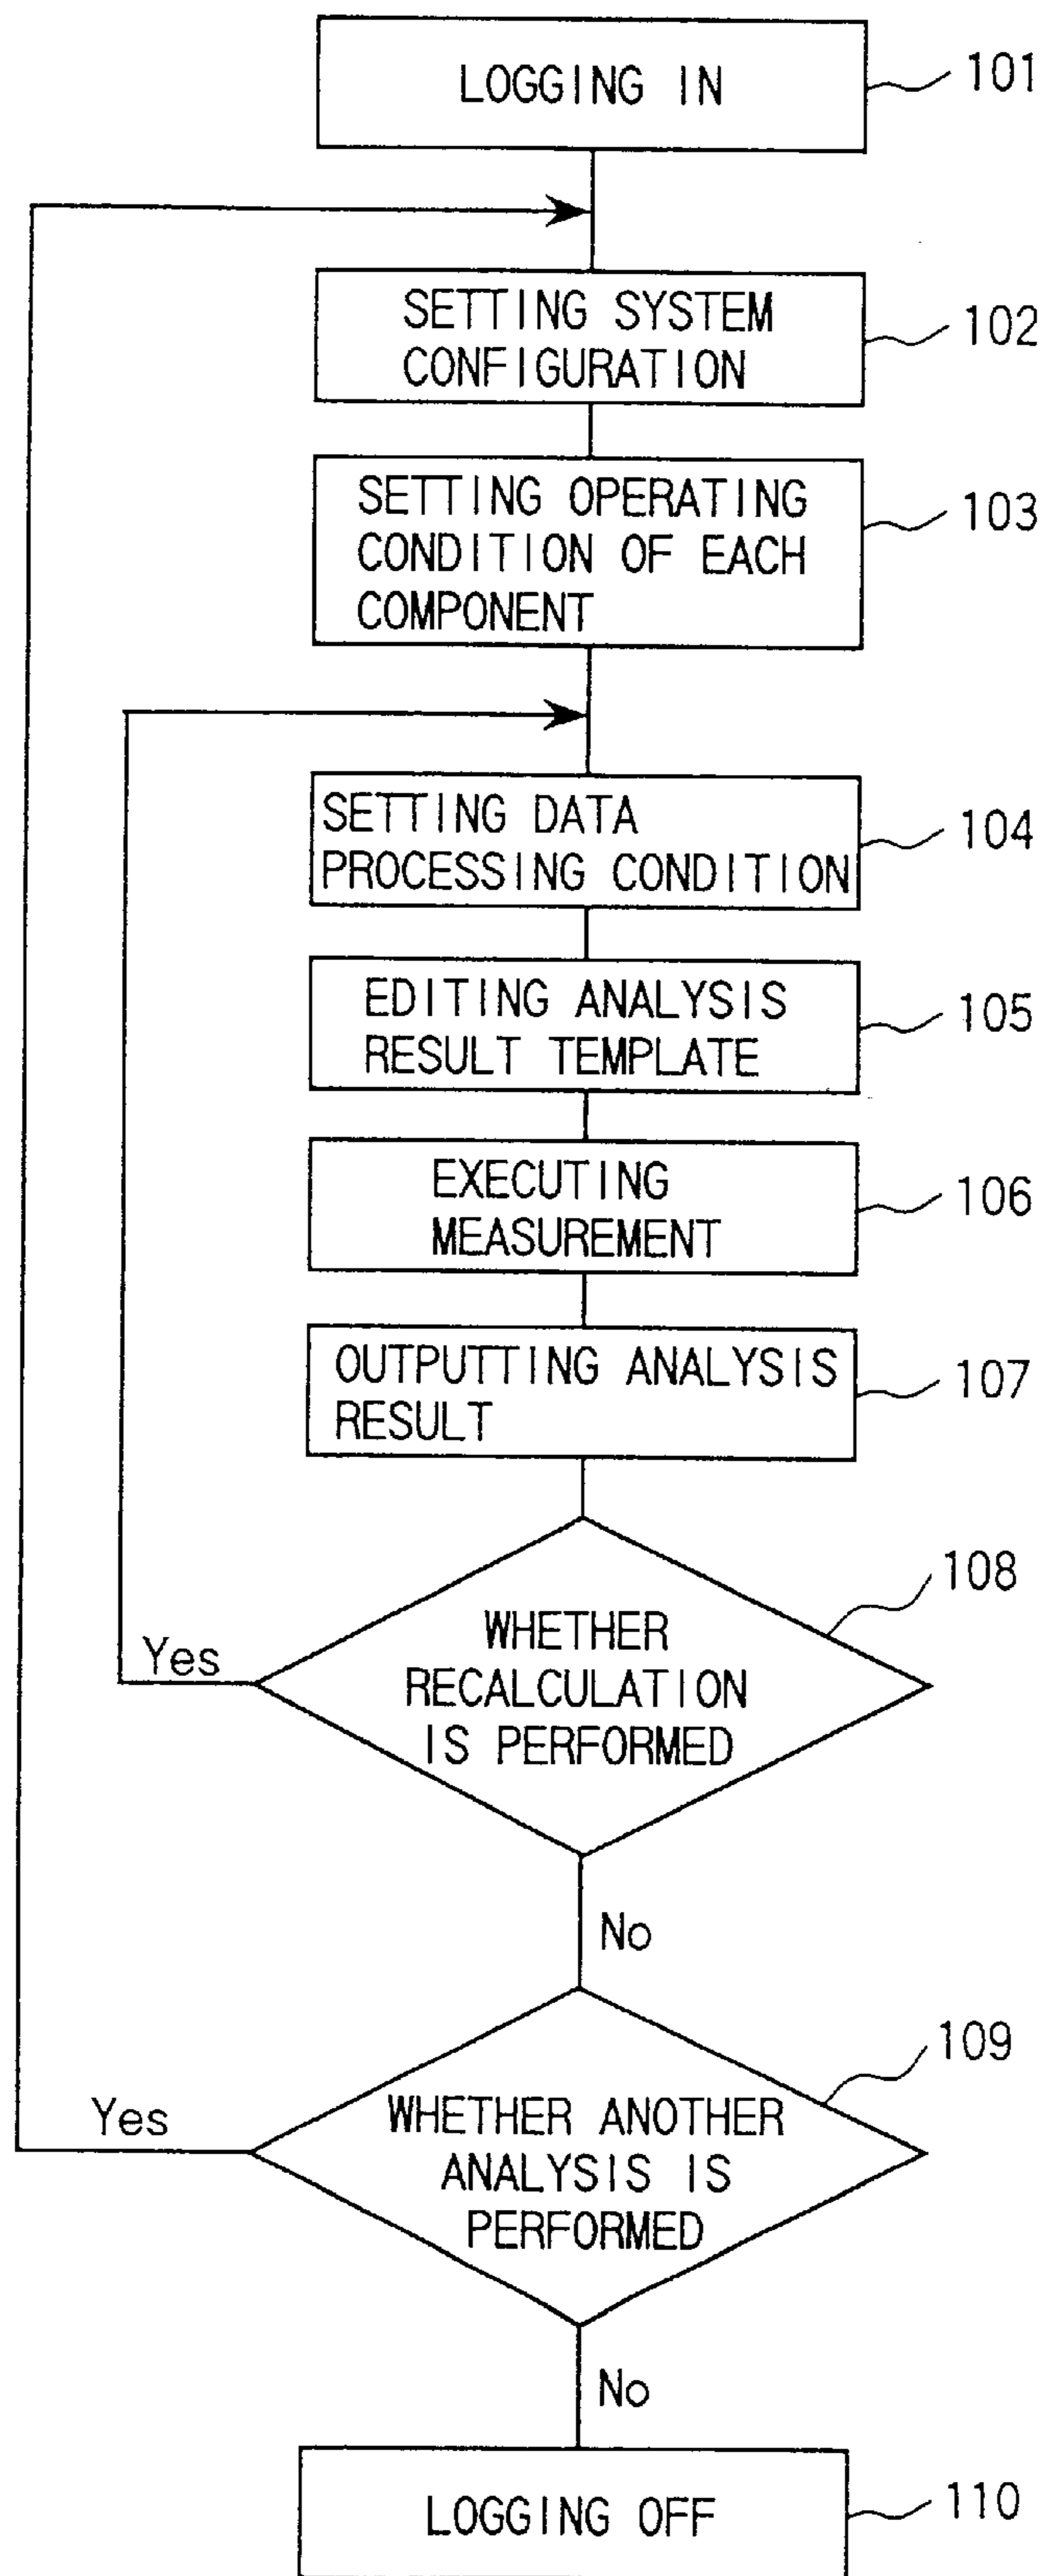 LOGGING IN
101
SETTING SYSTEM
CONFIGURATION
102
SETTING OPERATING
CONDITION OF EACH
COMPONENT
103
SETTING DATA
PROCESSING CONDITION
104
EDITING ANALYSIS
RESULT TEMPLATE
105
EXECUTING
MEASUREMENT
106
OUTPUTTING ANALYSIS
RESULT
107
108
WHETHER
RECALCULATION
IS PERFORMED
Yes
No
109
WHETHER ANOTHER
ANALYSIS IS
PERFORMED
Yes
No
LOGGING OFF
110